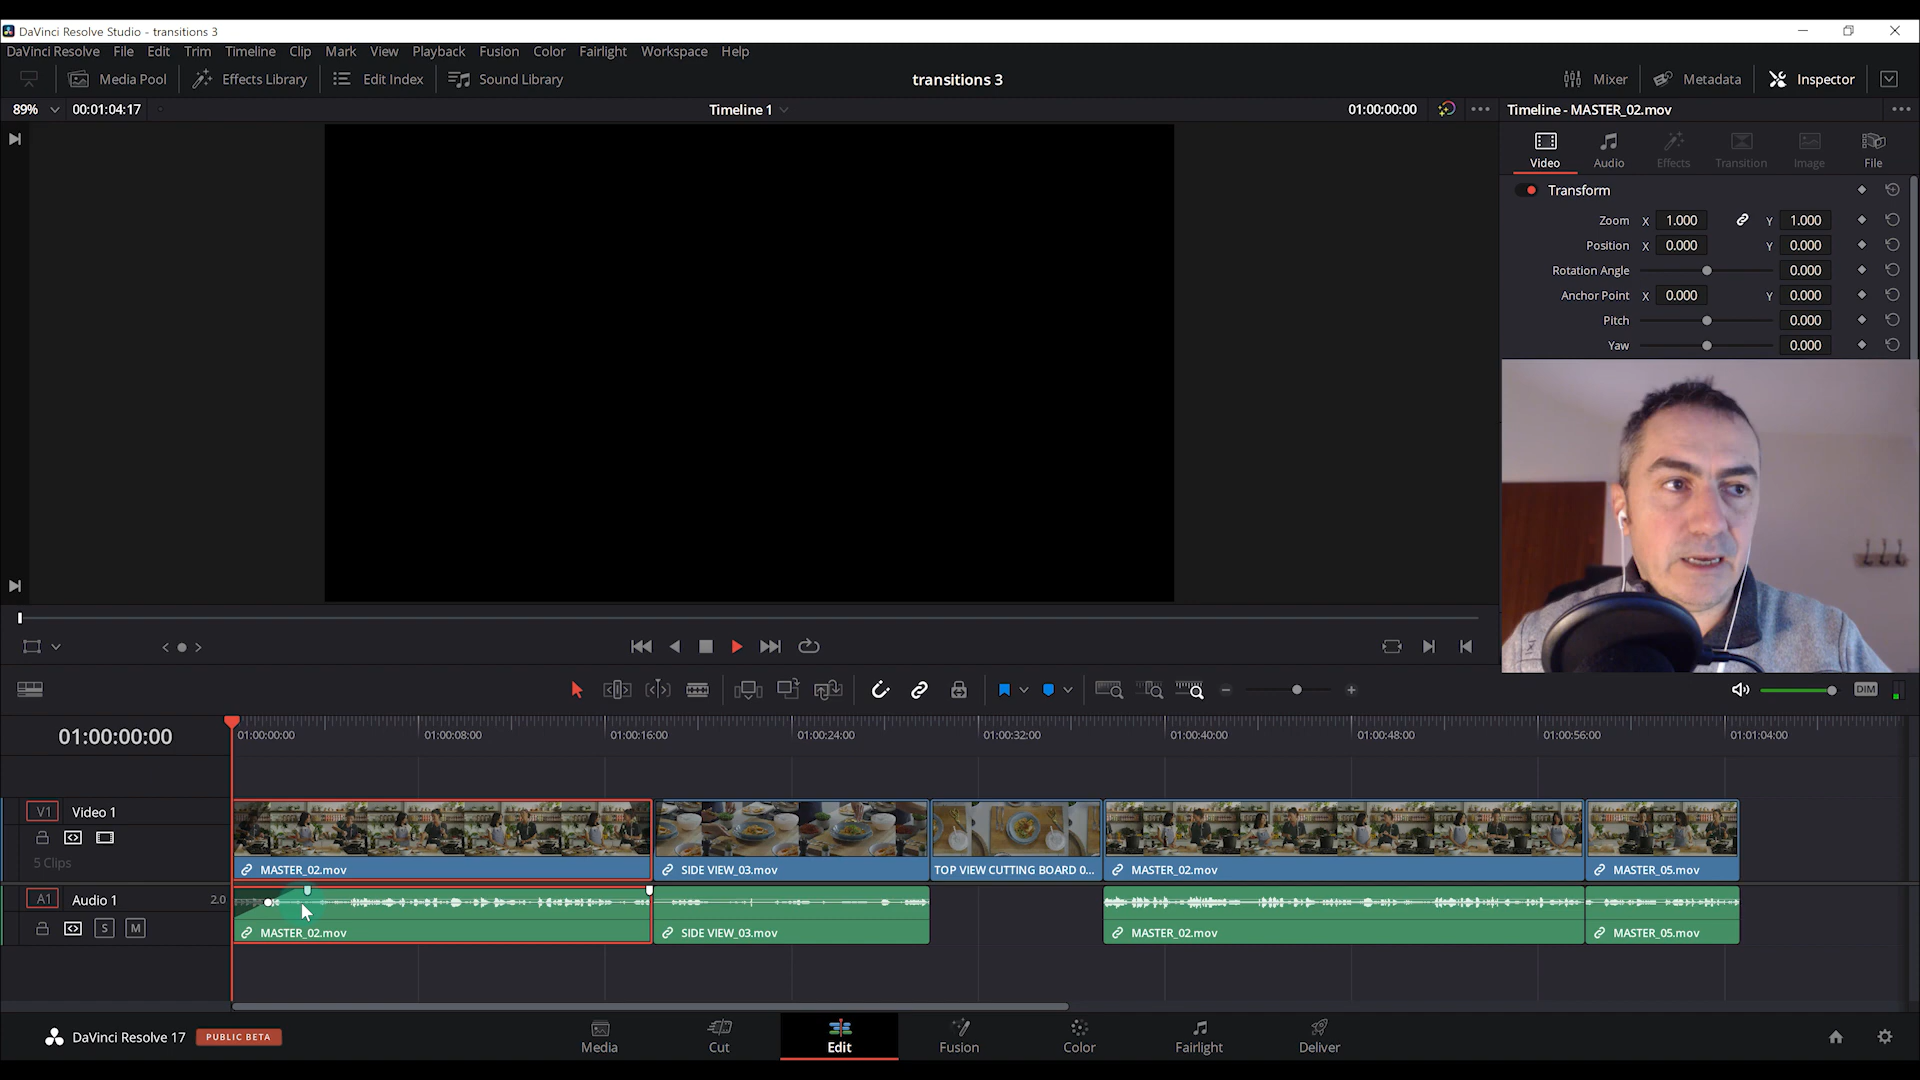 DaVinci Resolve Studio - transitions 3
DaVinci Resolve File Edit Trim Timeline Clip Mark View Playback Fusion Color Fairlight Workspace Help
Media Pool Effects Library Edit Index Sound Library transitions 3 Mixer Metadata Inspector
89% 00:01:04:17 Timeline 1 01:00:00:00 Timeline - MASTER_02.mov
Video Audio Effects Transition Image File
Transform
Zoom X 1.000 Y 1.000
Position X 0.000 Y 0.000
Rotation Angle 0.000
Anchor Point X 0.000 Y 0.000
Pitch 0.000
Yaw 0.000
DIM
01:00:00:00 01:00:00:00 01:00:08:00 01:00:16:00 01:00:24:00 01:00:32:00 01:00:40:00 01:00:48:00 01:00:56:00 01:01:04:00
V1 Video 1
5 Clips
MASTER_02.mov SIDE VIEW_03.mov TOP VIEW CUTTING BOARD 0... MASTER_02.mov MASTER_05.mov
A1 Audio 1 2.0
S M
MASTER_02.mov SIDE VIEW_03.mov MASTER_02.mov MASTER_05.mov
DaVinci Resolve 17 PUBLIC BETA
Media Cut Edit Fusion Color Fairlight Deliver